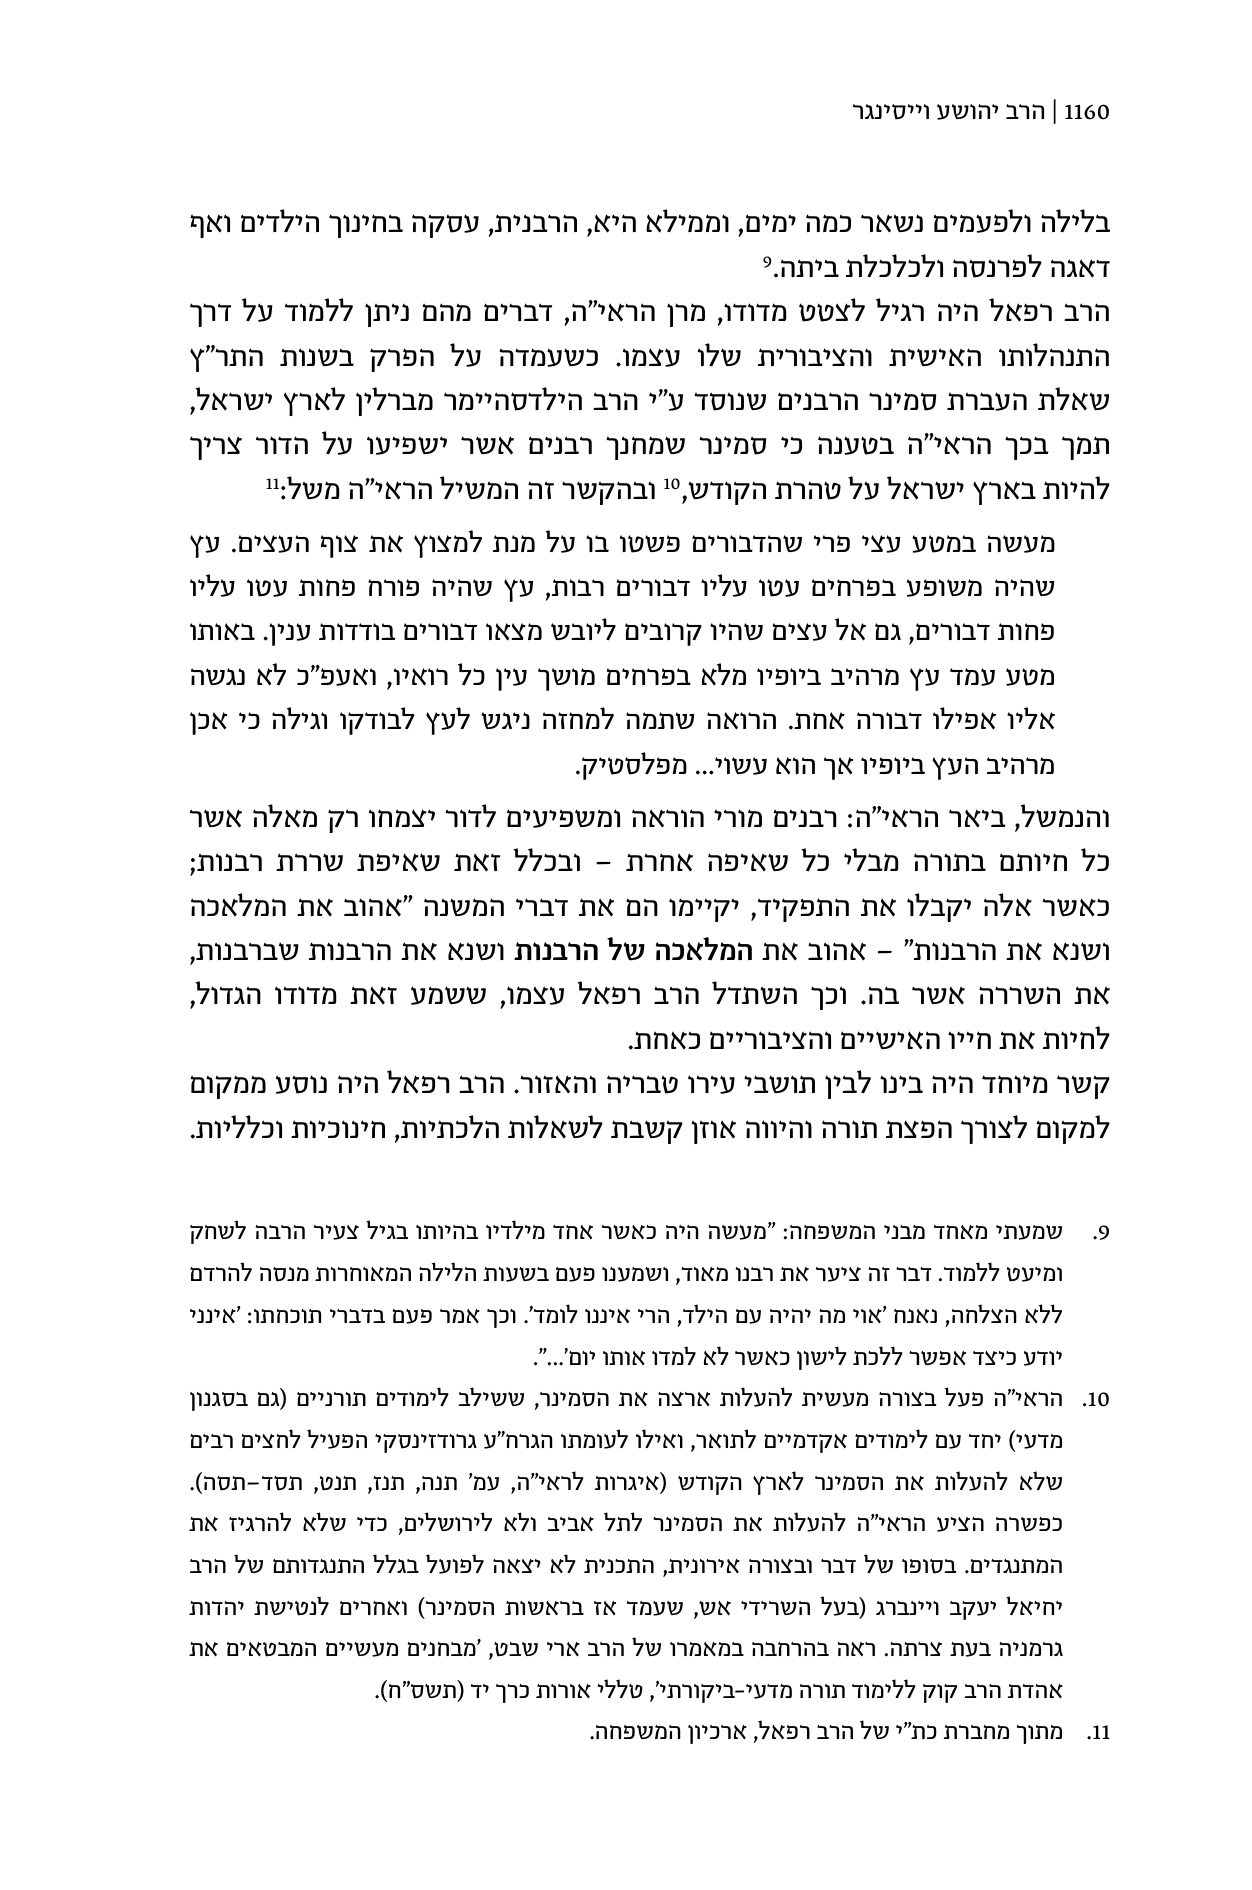 1160 | הרב יהושע וייסינגר
בלילה ולפעמים נשאר כמה ימים, וממילא היא, הרבנית, עסקה בחינוך הילדים ואף
דאגה לפרנסה ולכלכלת ביתה.⁹
הרב רפאל היה רגיל לצטט מדודו, מרן הראי״ה, דברים מהם ניתן ללמוד על דרך
התנהלותו האישית והציבורית שלו עצמו. כשעמדה על הפרק בשנות התר״ץ
שאלת העברת סמינר הרבנים שנוסד ע״י הרב הילדסהיימר מברלין לארץ ישראל,
תמך בכך הראי״ה בטענה כי סמינר שמחנך רבנים אשר ישפיעו על הדור צריך
להיות בארץ ישראל על טהרת הקודש,¹⁰ ובהקשר זה המשיל הראי״ה משל:¹¹
מעשה במטע עצי פרי שהדבורים פשטו בו על מנת למצוץ את צוף העצים. עץ
שהיה משופע בפרחים עטו עליו דבורים רבות, עץ שהיה פורח פחות עטו עליו
פחות דבורים, גם אל עצים שהיו קרובים ליובש מצאו דבורים בודדות ענין. באותו
מטע עמד עץ מרהיב ביופיו מלא בפרחים מושך עין כל רואיו, ואעפ״כ לא נגשה
אליו אפילו דבורה אחת. הרואה שתמה למחזה ניגש לעץ לבודקו וגילה כי אכן
מרהיב העץ ביופיו אך הוא עשוי... מפלסטיק.
והנמשל, ביאר הראי״ה: רבנים מורי הוראה ומשפיעים לדור יצמחו רק מאלה אשר
כל חיותם בתורה מבלי כל שאיפה אחרת – ובכלל זאת שאיפת שררת רבנות;
כאשר אלה יקבלו את התפקיד, יקיימו הם את דברי המשנה ״אהוב את המלאכה
ושנא את הרבנות״ – אהוב את המלאכה של הרבנות ושנא את הרבנות שברבנות,
את השררה אשר בה. וכך השתדל הרב רפאל עצמו, ששמע זאת מדודו הגדול,
לחיות את חייו האישיים והציבוריים כאחת.
קשר מיוחד היה בינו לבין תושבי עירו טבריה והאזור. הרב רפאל היה נוסע ממקום
למקום לצורך הפצת תורה והיווה אוזן קשבת לשאלות הלכתיות, חינוכיות וכלליות.
9. שמעתי מאחד מבני המשפחה: ״מעשה היה כאשר אחד מילדיו בהיותו בגיל צעיר הרבה לשחק
ומיעט ללמוד. דבר זה ציער את רבנו מאוד, ושמענו פעם בשעות הלילה המאוחרות מנסה להרדם
ללא הצלחה, נאנח ׳אוי מה יהיה עם הילד, הרי איננו לומד׳. וכך אמר פעם בדברי תוכחתו: ׳אינני
יודע כיצד אפשר ללכת לישון כאשר לא למדו אותו יום׳...״.
10. הראי״ה פעל בצורה מעשית להעלות ארצה את הסמינר, ששילב לימודים תורניים (גם בסגנון
מדעי) יחד עם לימודים אקדמיים לתואר, ואילו לעומתו הגרח״ע גרודזינסקי הפעיל לחצים רבים
שלא להעלות את הסמינר לארץ הקודש (איגרות לראי״ה, עמ׳ תנה, תנז, תנט, תסד–תסה).
כפשרה הציע הראי״ה להעלות את הסמינר לתל אביב ולא לירושלים, כדי שלא להרגיז את
המתנגדים. בסופו של דבר ובצורה אירונית, התכנית לא יצאה לפועל בגלל התנגדותם של הרב
יחיאל יעקב ויינברג (בעל השרידי אש, שעמד אז בראשות הסמינר) ואחרים לנטישת יהדות
גרמניה בעת צרתה. ראה בהרחבה במאמרו של הרב ארי שבט, ׳מבחנים מעשיים המבטאים את
אהדת הרב קוק ללימוד תורה מדעי-ביקורתי׳, טללי אורות כרך יד (תשס״ח).
11. מתוך מחברת כת״י של הרב רפאל, ארכיון המשפחה.